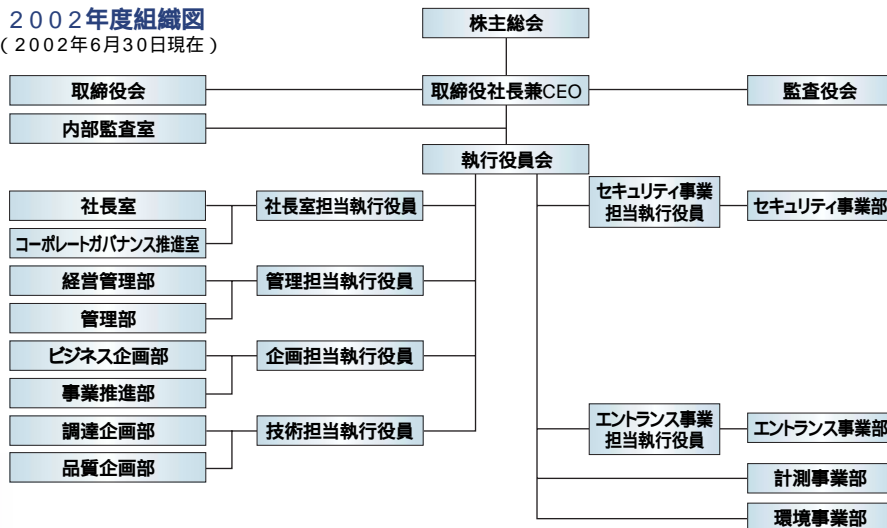 2002年度組織図
(2002年6月30日現在)
株主総会
取締役会
取締役社長兼CEO
監査役会
内部監査室
執行役員会
社長室
社長室担当執行役員
セキュリティ事業
担当執行役員
セキュリティ事業部
コーポレートガバナンス推進室
経営管理部
管理担当執行役員
管理部
ビジネス企画部
企画担当執行役員
事業推進部
調達企画部
技術担当執行役員
エントランス事業
担当執行役員
エントランス事業部
品質企画部
計測事業部
環境事業部